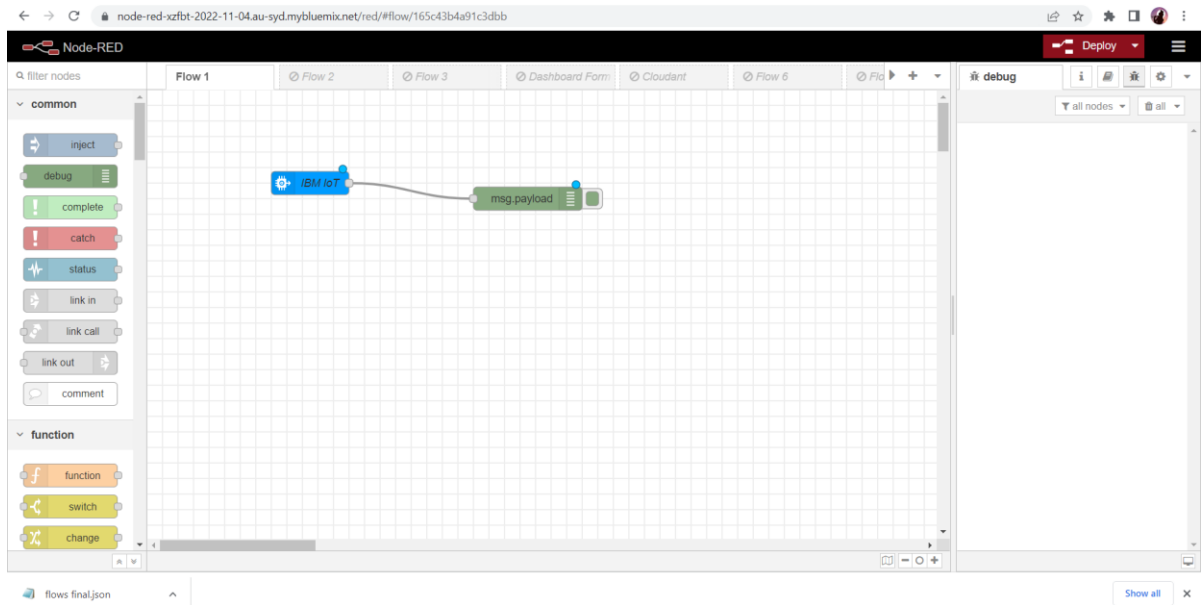 node-red-xzfbt-2022-11-04.au-syd.mybluemix.net/red/#flow/165c43b4a91c3dbb
Node-RED
Deploy
filter nodes
Flow 1
Flow 2
Flow 3
Dashboard Form
Cloudant
Flow 6
Flo
debug
i
common
all nodes
all
inject
debug
complete
catch
status
link in
link call
link out
comment
IBM IoT
msg.payload
function
function
switch
change
flows final.json
Show all